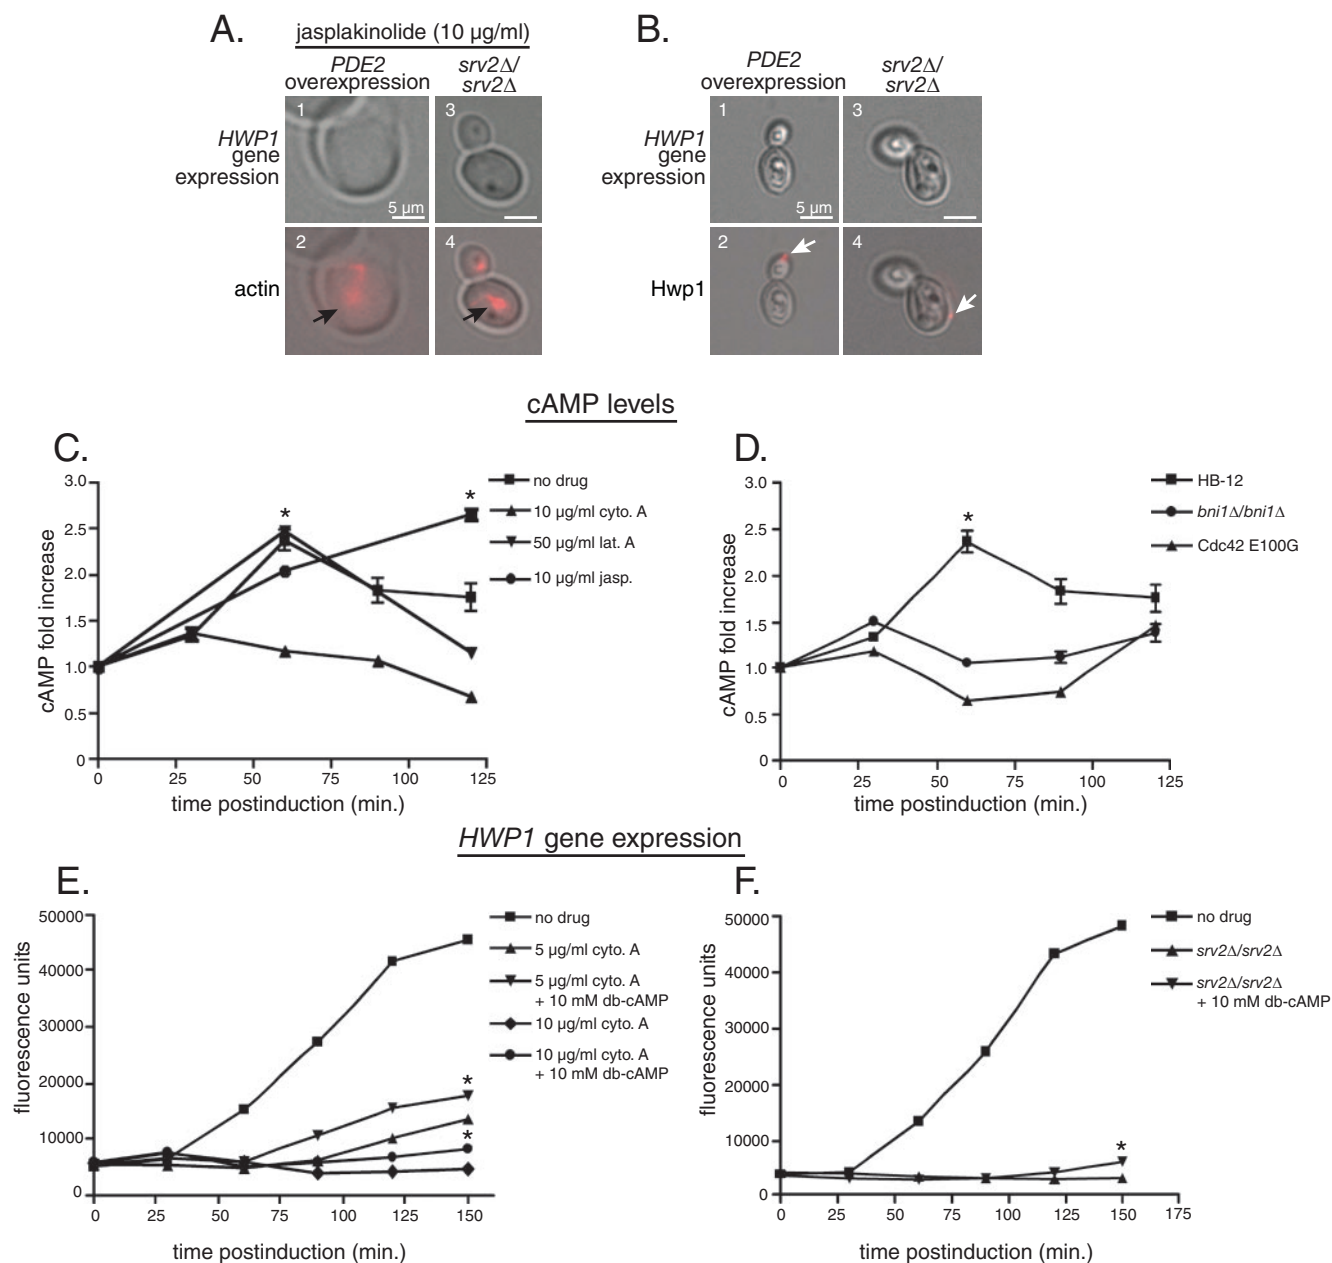 A.
jasplakinolide (10 µg/ml)
PDE2
overexpression
srv2Δ/
srv2Δ
HWP1
gene
expression
1
3
5 µm
actin
2
4
B.
PDE2
overexpression
srv2Δ/
srv2Δ
HWP1
gene
expression
1
3
5 µm
Hwp1
2
4
cAMP levels
C.
cAMP fold increase
3.0
2.5
2.0
1.5
1.0
0.5
0
*
*
0 25 50 75 100 125
time postinduction (min.)
no drug
10 µg/ml cyto. A
50 µg/ml lat. A
10 µg/ml jasp.
D.
cAMP fold increase
3.0
2.5
2.0
1.5
1.0
0.5
0
*
0 25 50 75 100 125
time postinduction (min.)
HB-12
bni1Δ/bni1Δ
Cdc42 E100G
HWP1 gene expression
E.
fluorescence units
50000
40000
30000
20000
10000
0
*
*
0 25 50 75 100 125 150
time postinduction (min.)
no drug
5 µg/ml cyto. A
5 µg/ml cyto. A
+ 10 mM db-cAMP
10 µg/ml cyto. A
10 µg/ml cyto. A
+ 10 mM db-cAMP
F.
fluorescence units
50000
40000
30000
20000
10000
0
*
0 25 50 75 100 125 150 175
time postinduction (min.)
no drug
srv2Δ/srv2Δ
srv2Δ/srv2Δ
+ 10 mM db-cAMP